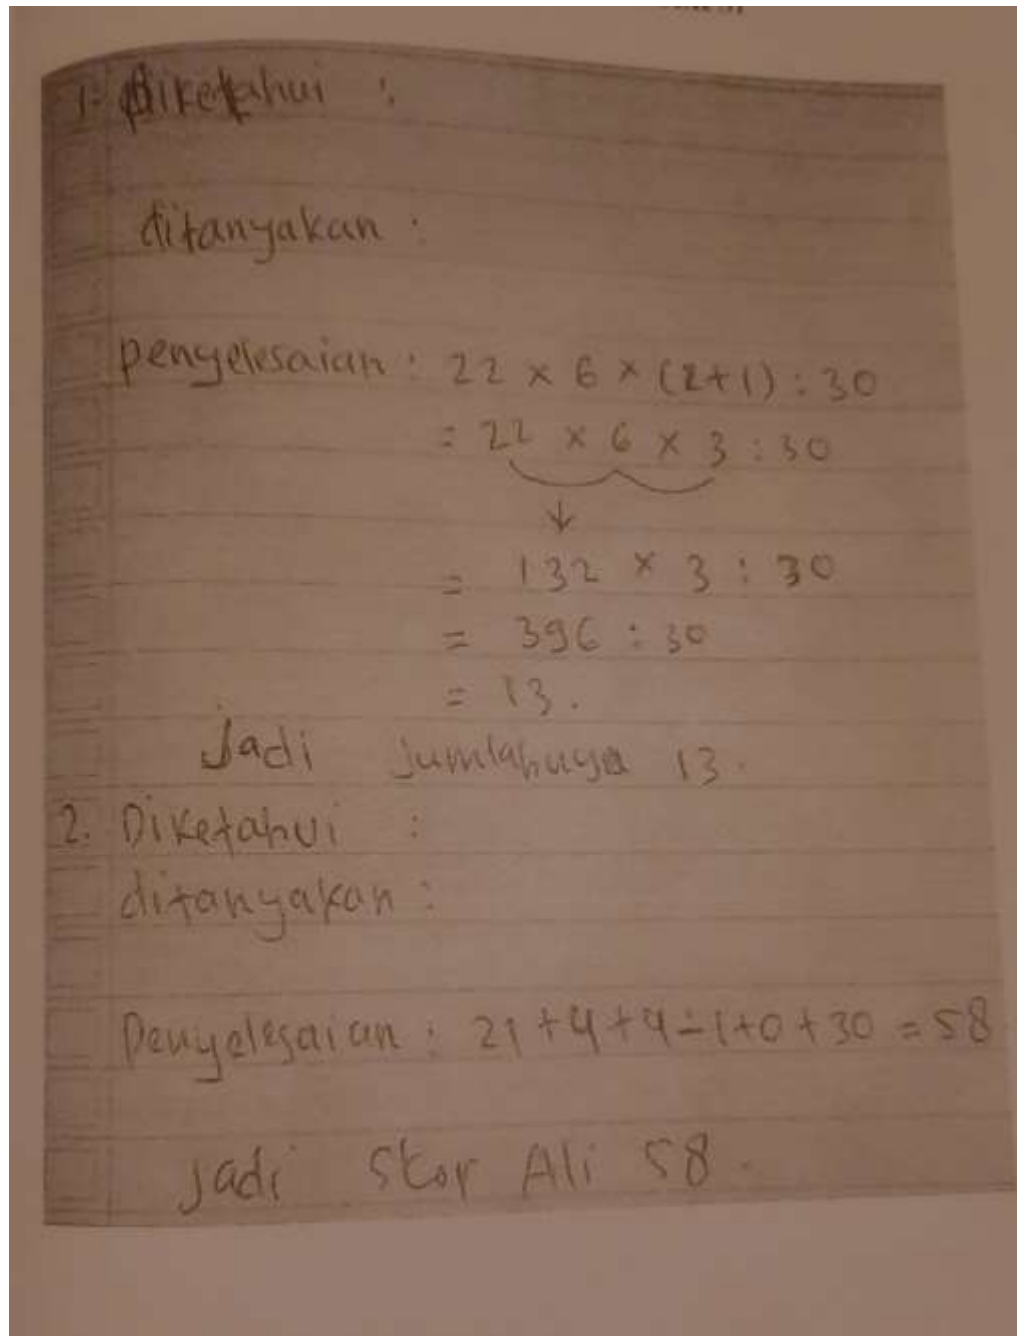 1. Diketahui :
ditanyakan :
penyelesaian : 22 × 6 × (2+1) : 30
= 22 × 6 × 3 : 30
↓
= 132 × 3 : 30
= 396 : 30
= 13.
Jadi Jumlahnya 13.
2. Diketahui :
ditanyakan :
Penyelesaian : 21 + 4 + 4 - 1 + 0 + 30 = 58
Jadi Skor Ali 58.